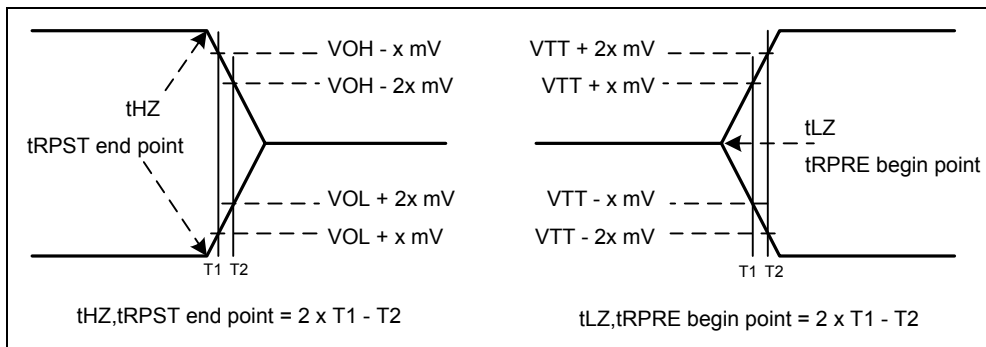 VOH - x mV
VOH - 2x mV
tHZ
tRPST end point
VOL + 2x mV
VOL + x mV
T1 T2
tHZ,tRPST end point = 2 x T1 - T2
VTT + 2x mV
VTT + x mV
tLZ
tRPRE begin point
VTT - x mV
VTT - 2x mV
T1 T2
tLZ,tRPRE begin point = 2 x T1 - T2